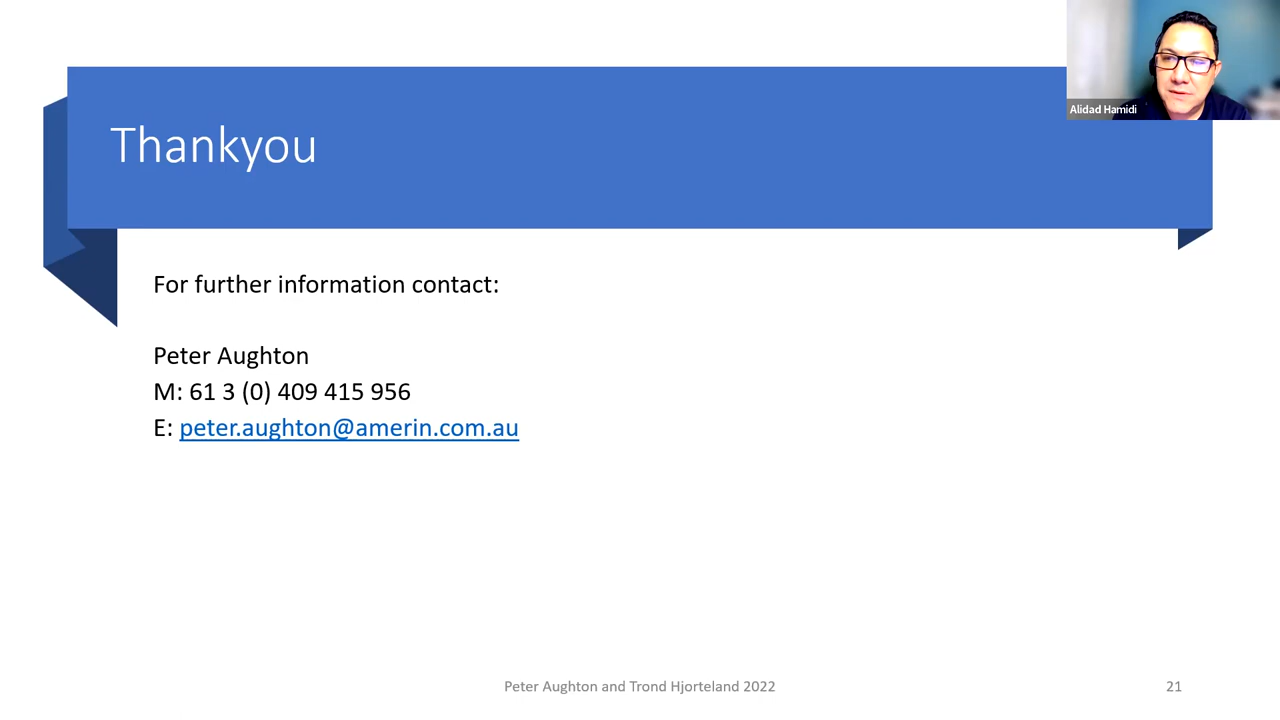 Alidad Hamidi
Thankyou
For further information contact:
Peter Aughton
M: 61 3 (0) 409 415 956
E: peter.aughton@amerin.com.au
Peter Aughton and Trond Hjorteland 2022
21